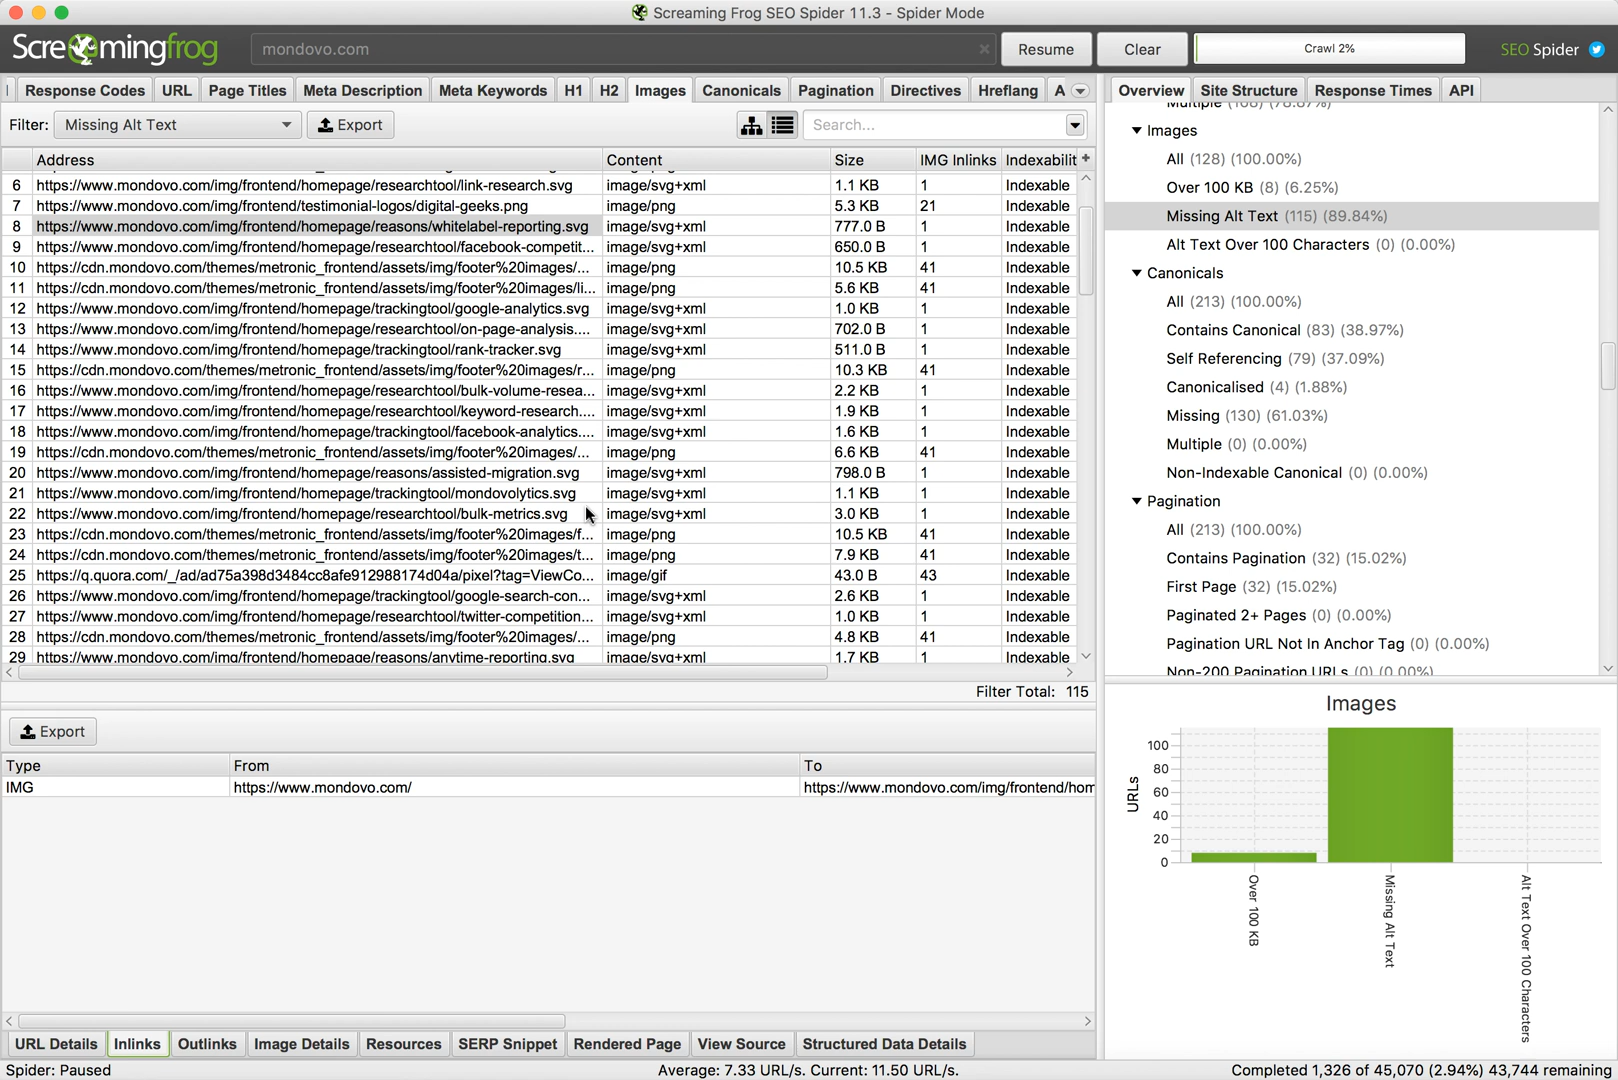 Screaming Frog SEO Spider 11.3 - Spider Mode
Screamingfrog
mondovo.com
Resume
Clear
Crawl 2%
SEO Spider
Response Codes
URL
Page Titles
Meta Description
Meta Keywords
H1
H2
Images
Canonicals
Pagination
Directives
Hreflang
A
Filter:
Missing Alt Text
Export
Search...
Address Content Size IMG Inlinks Indexabilit
6 https://www.mondovo.com/img/frontend/homepage/researchtool/link-research.svg image/svg+xml 1.1 KB 1 Indexable
7 https://www.mondovo.com/img/frontend/testimonial-logos/digital-geeks.png image/png 5.3 KB 21 Indexable
8 https://www.mondovo.com/img/frontend/homepage/reasons/whitelabel-reporting.svg image/svg+xml 777.0 B 1 Indexable
9 https://www.mondovo.com/img/frontend/homepage/researchtool/facebook-competit... image/svg+xml 650.0 B 1 Indexable
10 https://cdn.mondovo.com/themes/metronic_frontend/assets/img/footer%20images/... image/png 10.5 KB 41 Indexable
11 https://cdn.mondovo.com/themes/metronic_frontend/assets/img/footer%20images/li... image/png 5.6 KB 41 Indexable
12 https://www.mondovo.com/img/frontend/homepage/trackingtool/google-analytics.svg image/svg+xml 1.0 KB 1 Indexable
13 https://www.mondovo.com/img/frontend/homepage/researchtool/on-page-analysis.... image/svg+xml 702.0 B 1 Indexable
14 https://www.mondovo.com/img/frontend/homepage/trackingtool/rank-tracker.svg image/svg+xml 511.0 B 1 Indexable
15 https://cdn.mondovo.com/themes/metronic_frontend/assets/img/footer%20images/r... image/png 10.3 KB 41 Indexable
16 https://www.mondovo.com/img/frontend/homepage/researchtool/bulk-volume-resea... image/svg+xml 2.2 KB 1 Indexable
17 https://www.mondovo.com/img/frontend/homepage/researchtool/keyword-research.... image/svg+xml 1.9 KB 1 Indexable
18 https://www.mondovo.com/img/frontend/homepage/trackingtool/facebook-analytics.... image/svg+xml 1.6 KB 1 Indexable
19 https://cdn.mondovo.com/themes/metronic_frontend/assets/img/footer%20images/... image/png 6.6 KB 41 Indexable
20 https://www.mondovo.com/img/frontend/homepage/reasons/assisted-migration.svg image/svg+xml 798.0 B 1 Indexable
21 https://www.mondovo.com/img/frontend/homepage/trackingtool/mondovolytics.svg image/svg+xml 1.1 KB 1 Indexable
22 https://www.mondovo.com/img/frontend/homepage/researchtool/bulk-metrics.svg image/svg+xml 3.0 KB 1 Indexable
23 https://cdn.mondovo.com/themes/metronic_frontend/assets/img/footer%20images/f... image/png 10.5 KB 41 Indexable
24 https://cdn.mondovo.com/themes/metronic_frontend/assets/img/footer%20images/t... image/png 7.9 KB 41 Indexable
25 https://q.quora.com/_/ad/ad75a398d3484cc8afe912988174d04a/pixel?tag=ViewCo... image/gif 43.0 B 43 Indexable
26 https://www.mondovo.com/img/frontend/homepage/trackingtool/google-search-con... image/svg+xml 2.6 KB 1 Indexable
27 https://www.mondovo.com/img/frontend/homepage/researchtool/twitter-competition... image/svg+xml 1.0 KB 1 Indexable
28 https://cdn.mondovo.com/themes/metronic_frontend/assets/img/footer%20images/... image/png 4.8 KB 41 Indexable
29 https://www.mondovo.com/img/frontend/homepage/reasons/anytime-reporting.svg image/svg+xml 1.7 KB 1 Indexable
Filter Total: 115
Export
Type From To
IMG https://www.mondovo.com/ https://www.mondovo.com/img/frontend/hom
URL Details
Inlinks
Outlinks
Image Details
Resources
SERP Snippet
Rendered Page
View Source
Structured Data Details
Overview
Site Structure
Response Times
API
Multiple (168) (78.87%)
Images
All (128) (100.00%)
Over 100 KB (8) (6.25%)
Missing Alt Text (115) (89.84%)
Alt Text Over 100 Characters (0) (0.00%)
Canonicals
All (213) (100.00%)
Contains Canonical (83) (38.97%)
Self Referencing (79) (37.09%)
Canonicalised (4) (1.88%)
Missing (130) (61.03%)
Multiple (0) (0.00%)
Non-Indexable Canonical (0) (0.00%)
Pagination
All (213) (100.00%)
Contains Pagination (32) (15.02%)
First Page (32) (15.02%)
Paginated 2+ Pages (0) (0.00%)
Pagination URL Not In Anchor Tag (0) (0.00%)
Non-200 Pagination URLs (0) (0.00%)
Images
URLs
100
80
60
40
20
0
Over 100 KB
Missing Alt Text
Alt Text Over 100 Characters
Spider: Paused
Average: 7.33 URL/s. Current: 11.50 URL/s.
Completed 1,326 of 45,070 (2.94%) 43,744 remaining